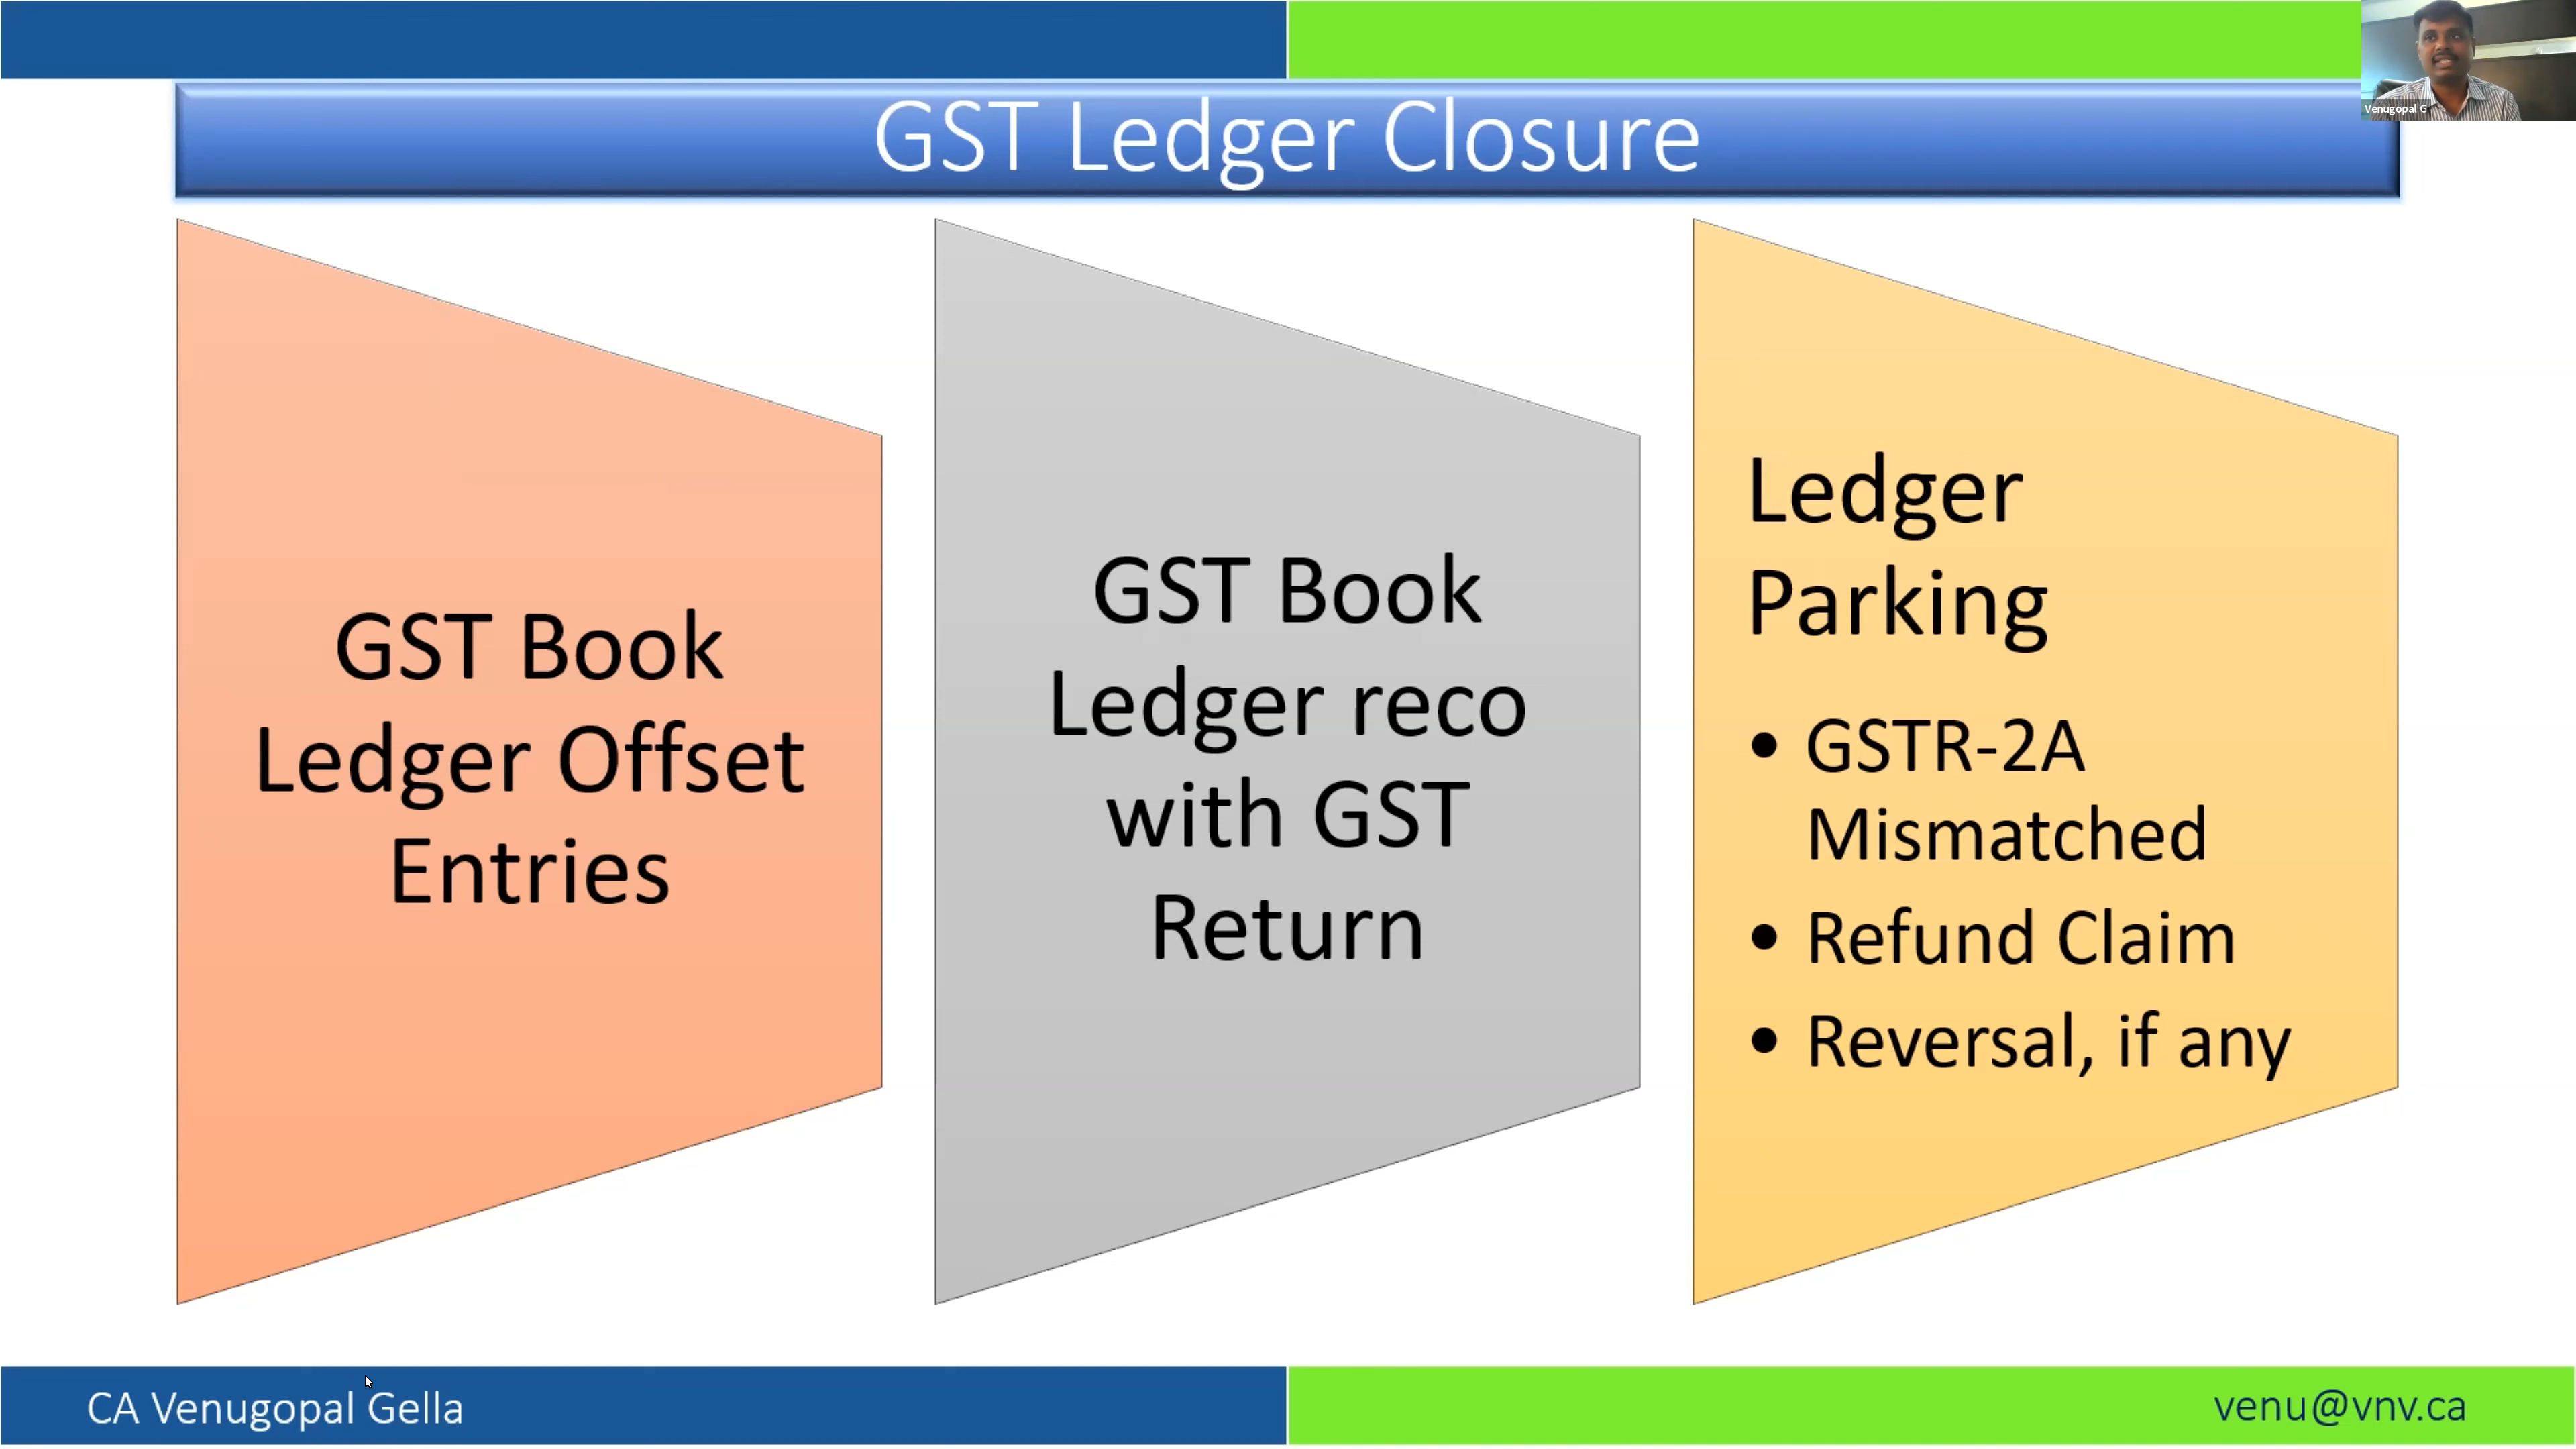 Venugopal G
GST Ledger Closure
GST Book
Ledger Offset
Entries
GST Book
Ledger reco
with GST
Return
Ledger
Parking
• GSTR-2A
Mismatched
• Refund Claim
• Reversal, if any
CA Venugopal Gella
venu@vnv.ca